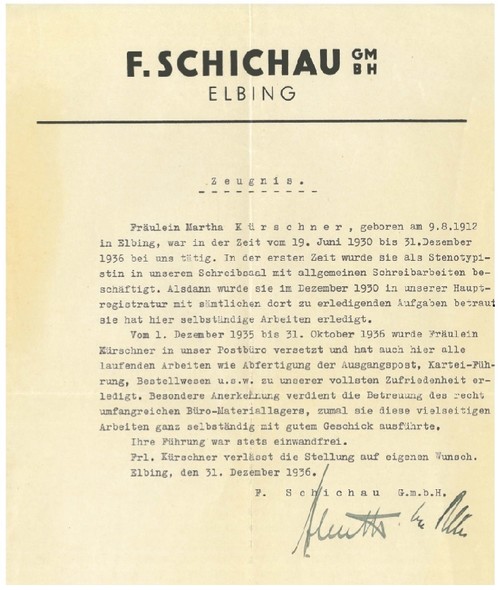 F. SCHICHAU GM
BH
ELBING
Zeugnis.
Fräulein Martha Kürschner, geboren am 9.8.1912
in Elbing, war in der Zeit vom 19. Juni 1930 bis 31.Dezember
1936 bei uns tätig. In der ersten Zeit wurde sie als Stenotypi-
stin in unserem Schreibsaal mit allgemeinen Schreibarbeiten be-
schäftigt. Alsdann wurde sie im Dezember 1930 in unserer Haupt-
registratur mit sämtlichen dort zu erledigenden Aufgaben betraut
sie hat hier selbständige Arbeiten erledigt.
Vom 1. Dezember 1935 bis 31. Oktober 1936 wurde Fräulein
Kürschner in unser Postbüro versetzt und hat auch hier alle
laufenden Arbeiten wie Abfertigung der Ausgangspost, Kartei-Füh-
rung, Bestellwesen u.s.w. zu unserer vollsten Zufriedenheit er-
ledigt. Besondere Anerkennung verdient die Betreuung des recht
umfangreichen Büro-Materiallagers, zumal sie diese vielseitigen
Arbeiten ganz selbständig mit gutem Geschick ausführte.
Ihre Führung war stets einwandfrei.
Frl. Kürschner verlässt die Stellung auf eigenen Wunsch.
Elbing, den 31. Dezember 1936.
F. Schichau G.m.b.H.